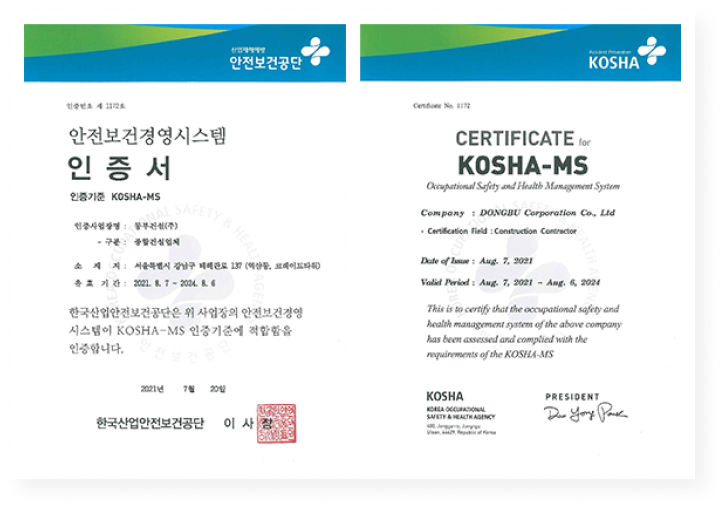 산업재해예방
안전보건공단
인증번호 제 1172호
안전보건경영시스템
인증서
인증기준 KOSHA-MS
인증사업장명 : 동부건설(주)
- 구분 : 종합건설업체
소 재 지 : 서울특별시 강남구 테헤란로 137 (역삼동, 코레이트타워)
유 효 기 간 : 2021. 8. 7 ~ 2024. 8. 6
한국산업안전보건공단은 위 사업장의 안전보건경영
시스템이 KOSHA-MS 인증기준에 적합함을
인증합니다.
2021년 7월 20일
한국산업안전보건공단 이 사 장
Accident Prevention
KOSHA
Certificate No. 1172
CERTIFICATE for
KOSHA-MS
Occupational Safety and Health Management System
Company : DONGBU Corporation Co., Ltd
- Certification Field : Construction Contractor
Date of Issue : Aug. 7, 2021
Valid Period : Aug. 7, 2021 ~ Aug. 6, 2024
This is to certify that the occupational safety and
health management system of the above company
has been assessed and complied with the
requirements of the KOSHA-MS
KOSHA
KOREA OCCUPATIONAL
SAFETY & HEALTH AGENCY
400, Jongga-ro, Jung-gu
Ulsan, 44429, Republic of Korea
PRESIDENT